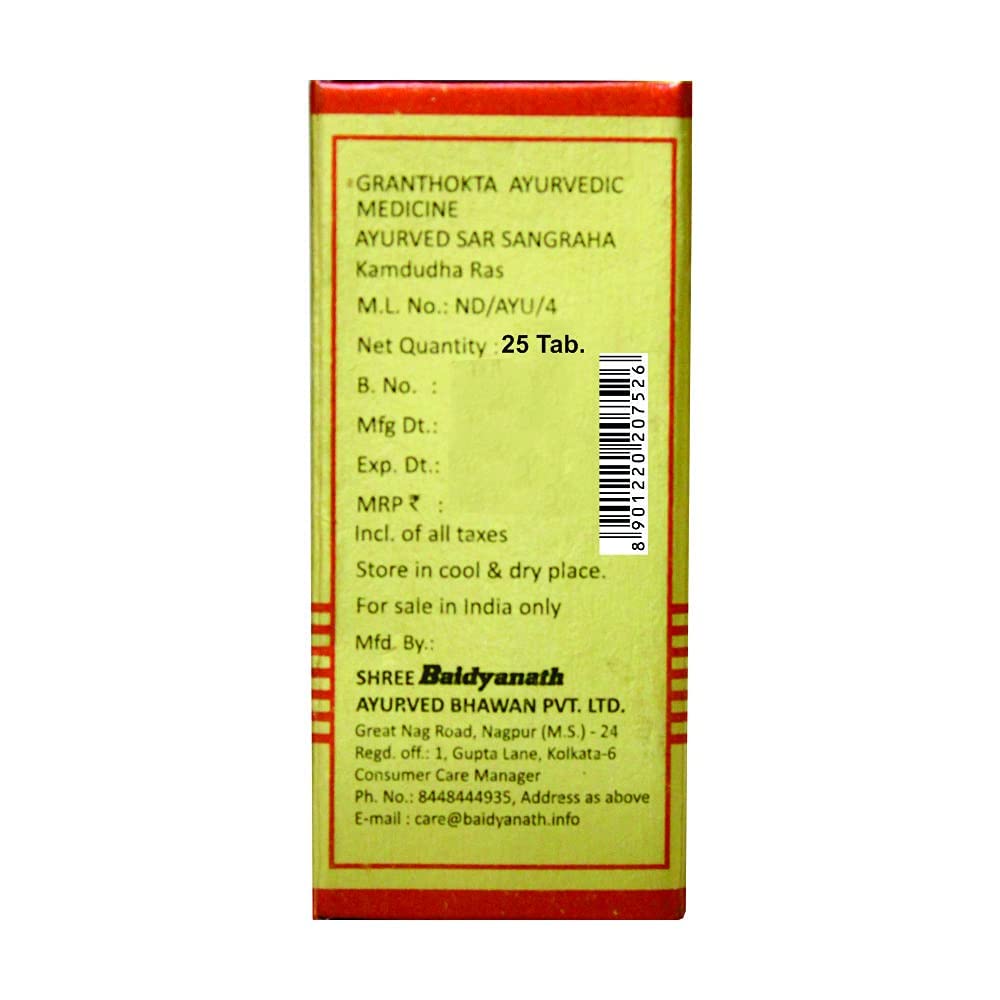 GRANTHOKTA AYURVEDIC
MEDICINE
AYURVED SAR SANGRAHA
Kamdudha Ras
M.L. No.: ND/AYU/4
Net Quantity : 25 Tab.
B. No. :
Mfg Dt.:
Exp. Dt.:
MRP ₹ :
Incl. of all taxes
Store in cool & dry place.
For sale in India only
Mfd By.:
SHREE Baidyanath
AYURVED BHAWAN PVT. LTD.
Great Nag Road, Nagpur (M.S.) - 24
Regd. off.: 1, Gupta Lane, Kolkata-6
Consumer Care Manager
Ph. No.: 8448444935, Address as above
E-mail : care@baidyanath.info
8 901220 207526